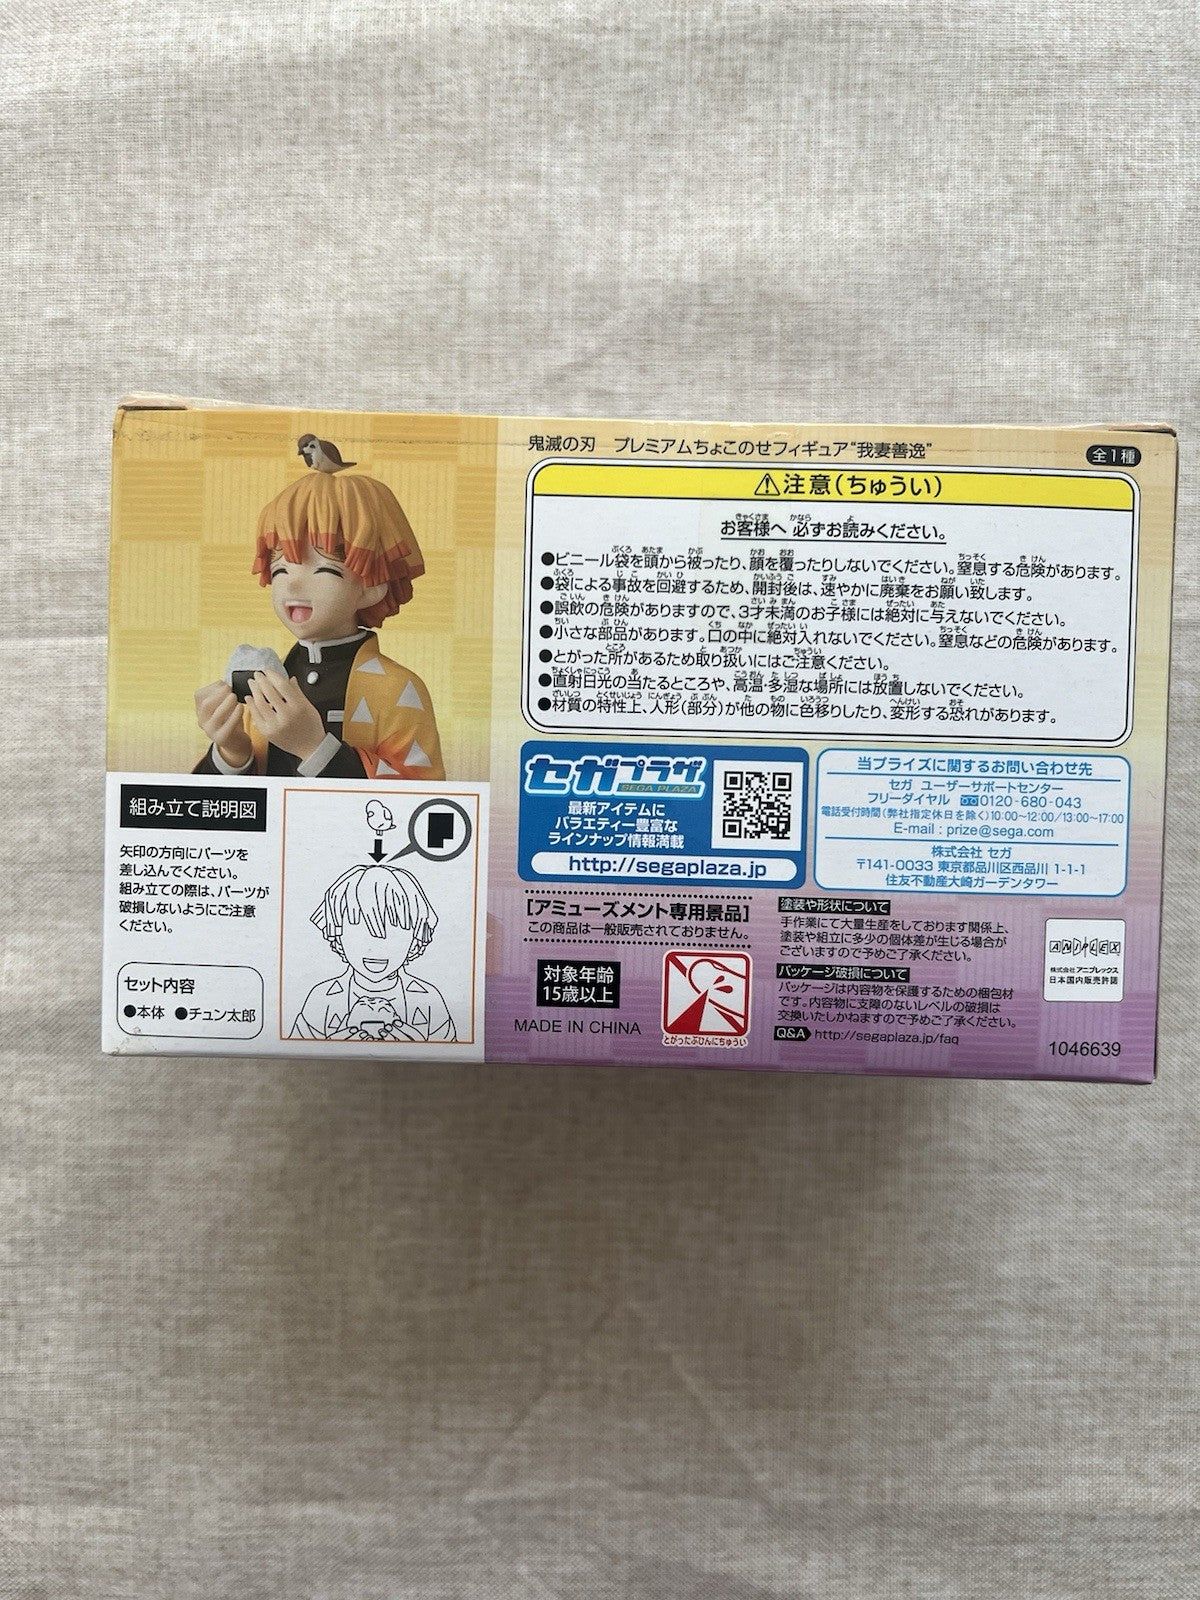 鬼滅の刃 プレミアムちょこのせフィギュア"我妻善逸"
全1種
⚠注意(ちゅうい)
お客様へ 必ずお読みください。
●ビニール袋を頭から被ったり、顔を覆ったりしないでください。窒息する危険があります。
●袋による事故を回避するため、開封後は、速やかに廃棄をお願い致します。
●誤飲の危険がありますので、3才未満のお子様には絶対に与えないでください。
●小さな部品があります。口の中に絶対入れないでください。窒息などの危険があります。
●とがった所があるため取り扱いにはご注意ください。
●直射日光の当たるところや、高温・多湿な場所には放置しないでください。
●材質の特性上、人形(部分)が他の物に色移りしたり、変形する恐れがあります。
組み立て説明図
矢印の方向にパーツを
差し込んでください。
組み立ての際は、パーツが
破損しないようにご注意
ください。
セット内容
●本体 ●チュン太郎
セガプラザ
SEGA PLAZA
最新アイテムに
バラエティー豊富な
ラインナップ情報満載
http://segaplaza.jp
当プライズに関するお問い合わせ先
セガ ユーザーサポートセンター
フリーダイヤル 0120-680-043
電話受付時間(弊社指定休日を除く)10:00〜12:00/13:00〜17:00
E-mail : prize@sega.com
株式会社 セガ
〒141-0033 東京都品川区西品川 1-1-1
住友不動産大崎ガーデンタワー
[アミューズメント専用景品]
この商品は一般販売されておりません。
対象年齢
15歳以上
MADE IN CHINA
とがったぶひんにちゅうい
塗装や形状について
手作業にて大量生産をしております関係上、
塗装や組立に多少の個体差が生じる場合が
ございますので予めご了承ください。
パッケージ破損について
パッケージは内容物を保護するための梱包材
です。内容物に支障のないレベルの破損は
交換いたしかねますので予めご了承ください。
Q&A http://segaplaza.jp/faq
ANIPLEX
株式会社 アニプレックス
日本国内販売許諾
1046639